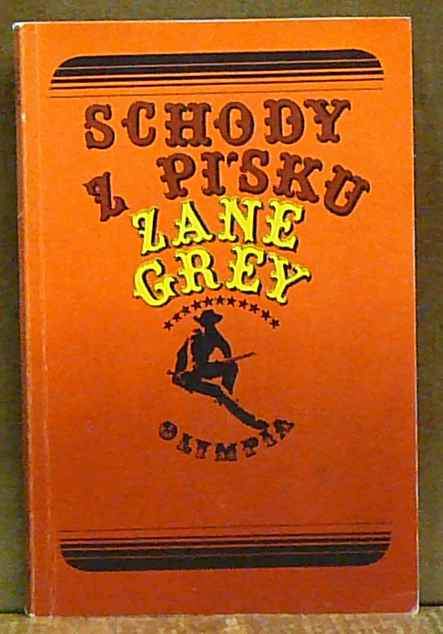 SCHODY
Z PÍSKU
ZANE
GREY
OLYMPIA